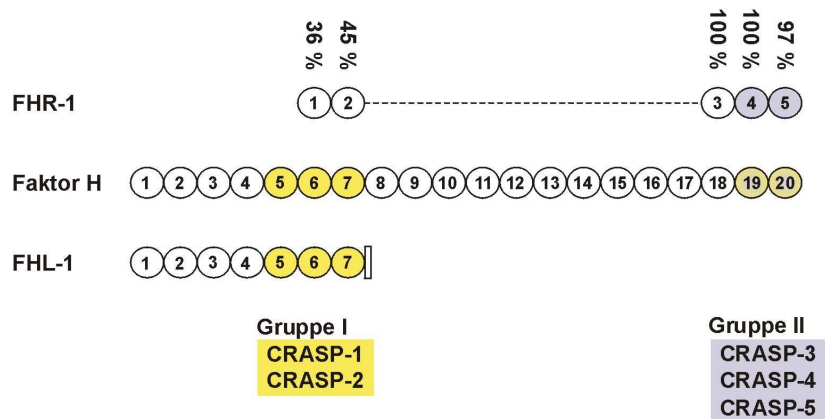 36 % 45 % 100 % 100 % 97 %
FHR-1 1 2 3 4 5
Faktor H 1 2 3 4 5 6 7 8 9 10 11 12 13 14 15 16 17 18 19 20
FHL-1 1 2 3 4 5 6 7
Gruppe I
CRASP-1
CRASP-2
Gruppe II
CRASP-3
CRASP-4
CRASP-5